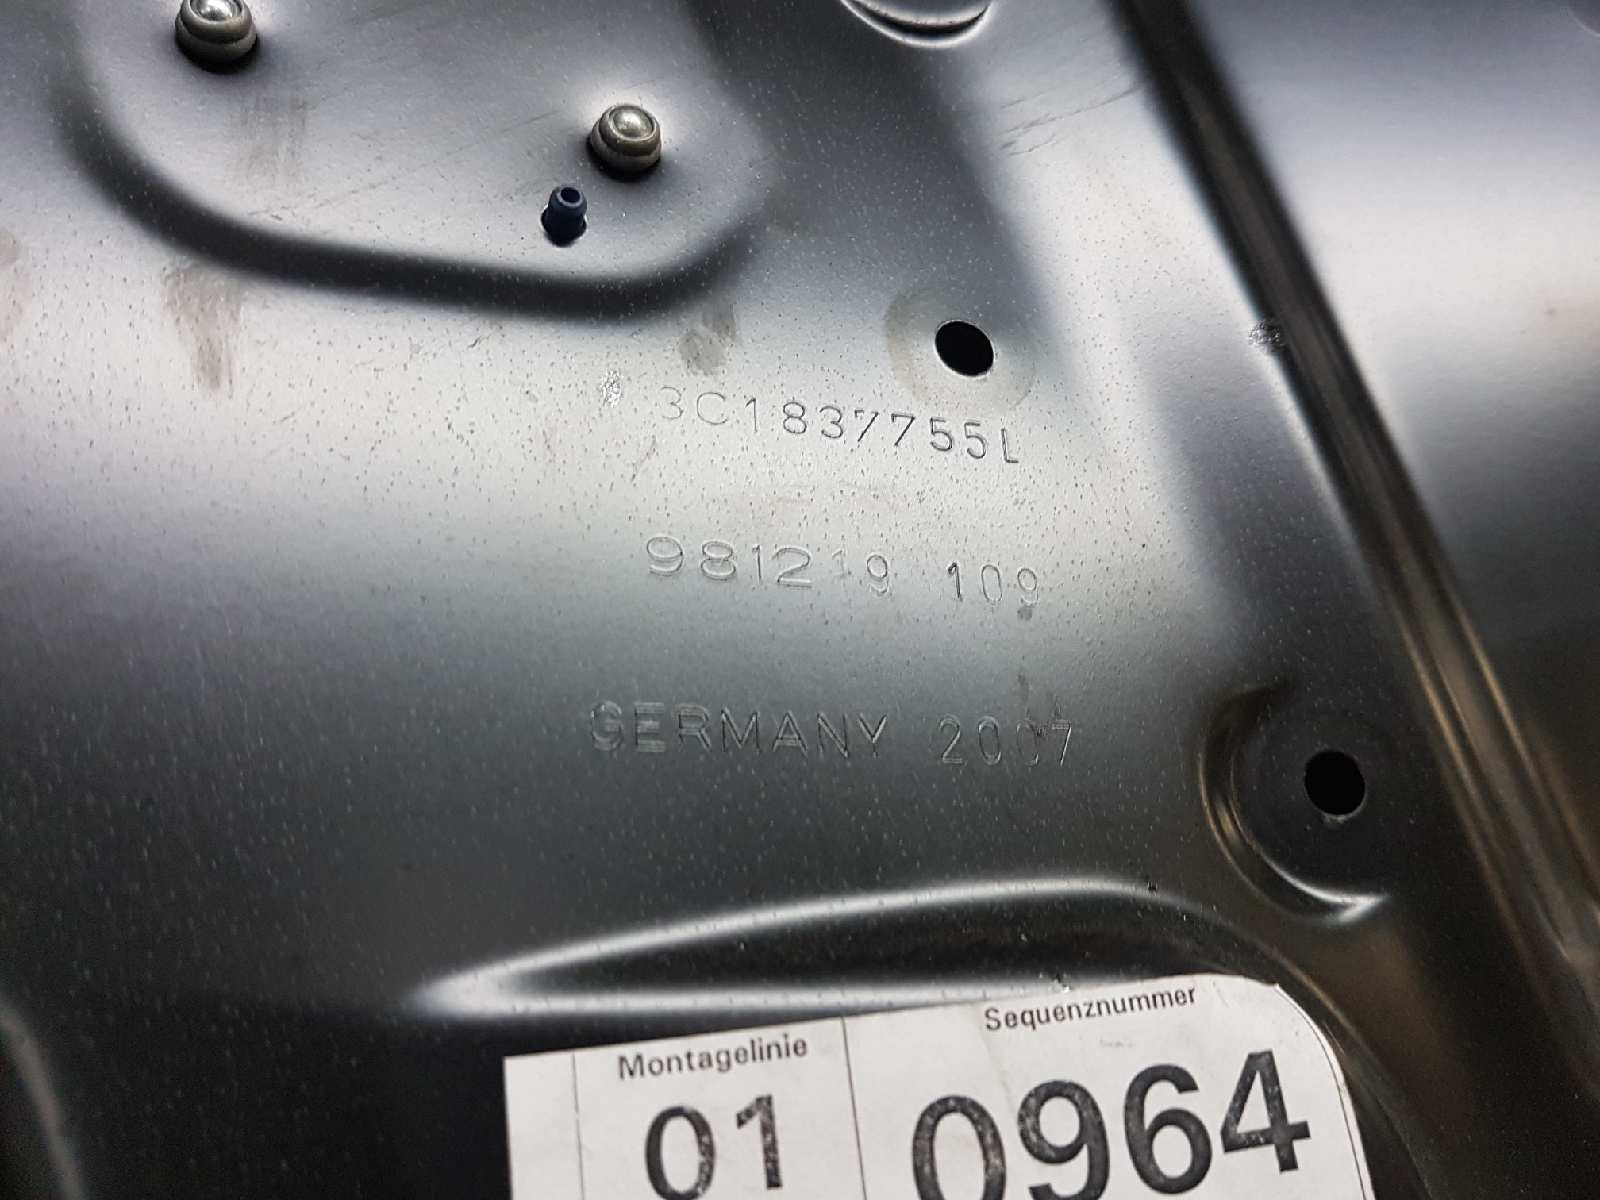 3C1837755L
981219 109
GERMANY 2007
Montagelinie
Sequenznummer
01
0964